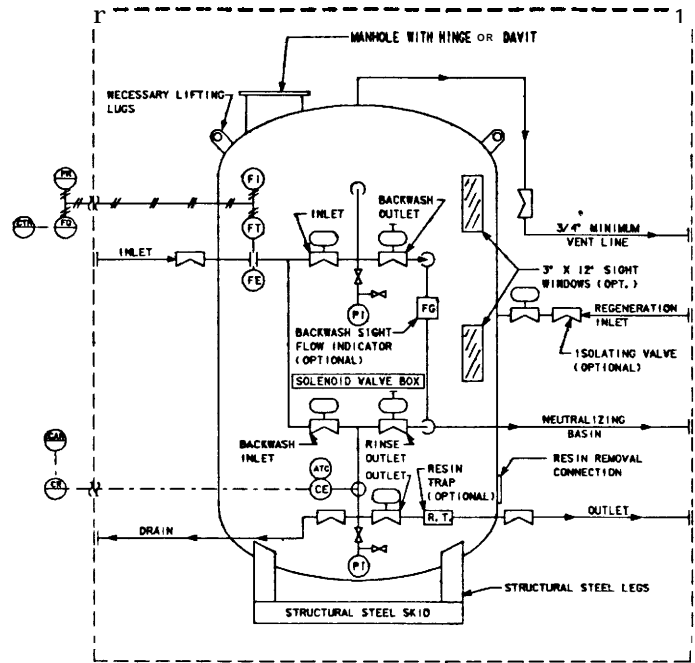 r
1
MANHOLE WITH HINGE OR DAVIT
NECESSARY LIFTING
LUGS
FI
FQ
FT
INLET
BACKWASH
OUTLET
3/4" MINIMUM
VENT LINE
INLET
FE
3" X 12" SIGHT
WINDOWS (OPT.)
PI
FG
REGENERATION
INLET
BACKWASH SIGHT
FLOW INDICATOR
(OPTIONAL)
ISOLATING VALVE
(OPTIONAL)
SOLENOID VALVE BOX
NEUTRALIZING
BASIN
BACKWASH
INLET
RINSE
OUTLET
OUTLET
RESIN
TRAP
(OPTIONAL)
RESIN REMOVAL
CONNECTION
ATC
CE
R.T.
OUTLET
DRAIN
PI
STRUCTURAL STEEL LEGS
STRUCTURAL STEEL SKID